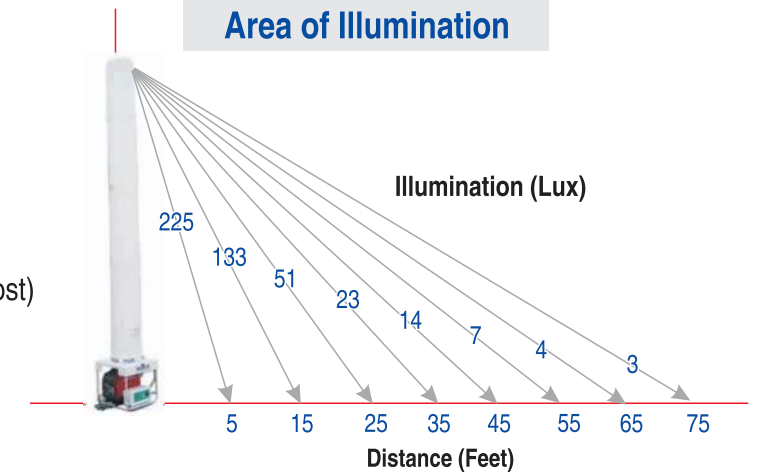 Area of Illumination
Illumination (Lux)
225
133
51
23
14
7
4
3
ost)
5 15 25 35 45 55 65 75
Distance (Feet)